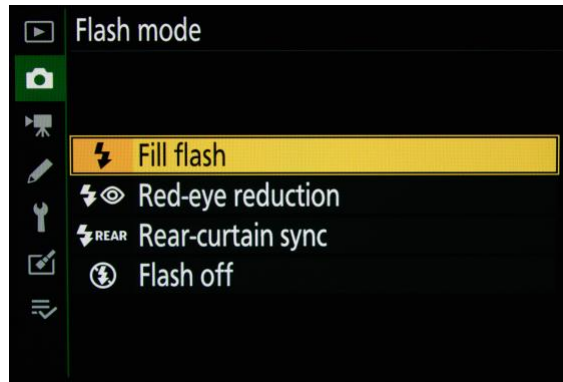 Flash mode
Fill flash
Red-eye reduction
REAR Rear-curtain sync
Flash off